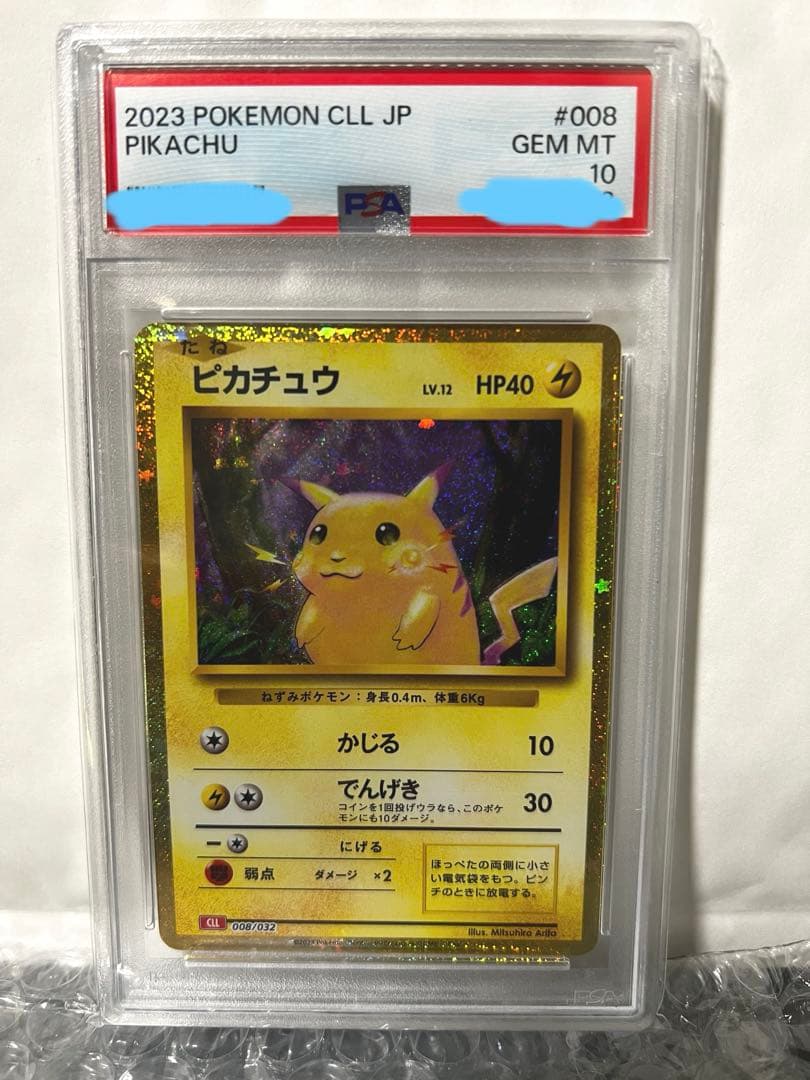 2023 POKEMON CLL JP #008
PIKACHU GEM MT
10
PSA
たね
ピカチュウ LV.12 HP40
ねずみポケモン：身長0.4m、体重6Kg
かじる 10
でんげき 30
コインを1回投げウラなら、このポケ
モンにも10ダメージ。
にげる
弱点 ダメージ ×2
ほっぺたの両側に小さ
い電気袋をもつ。ピン
チのときに放電する。
CLL 008/032
Illus. Mitsuhiro Arita
PSA